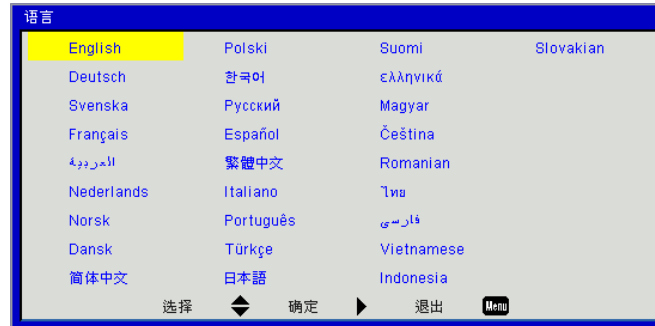 语言
English Polski Suomi Slovakian
Deutsch 한국어 ελληνικά
Svenska Русский Magyar
Français Español Čeština
العربية 繁體中文 Romanian
Nederlands Italiano ไทย
Norsk Português فارسی
Dansk Türkçe Vietnamese
简体中文 日本語 Indonesia
选择 确定 退出 Menu